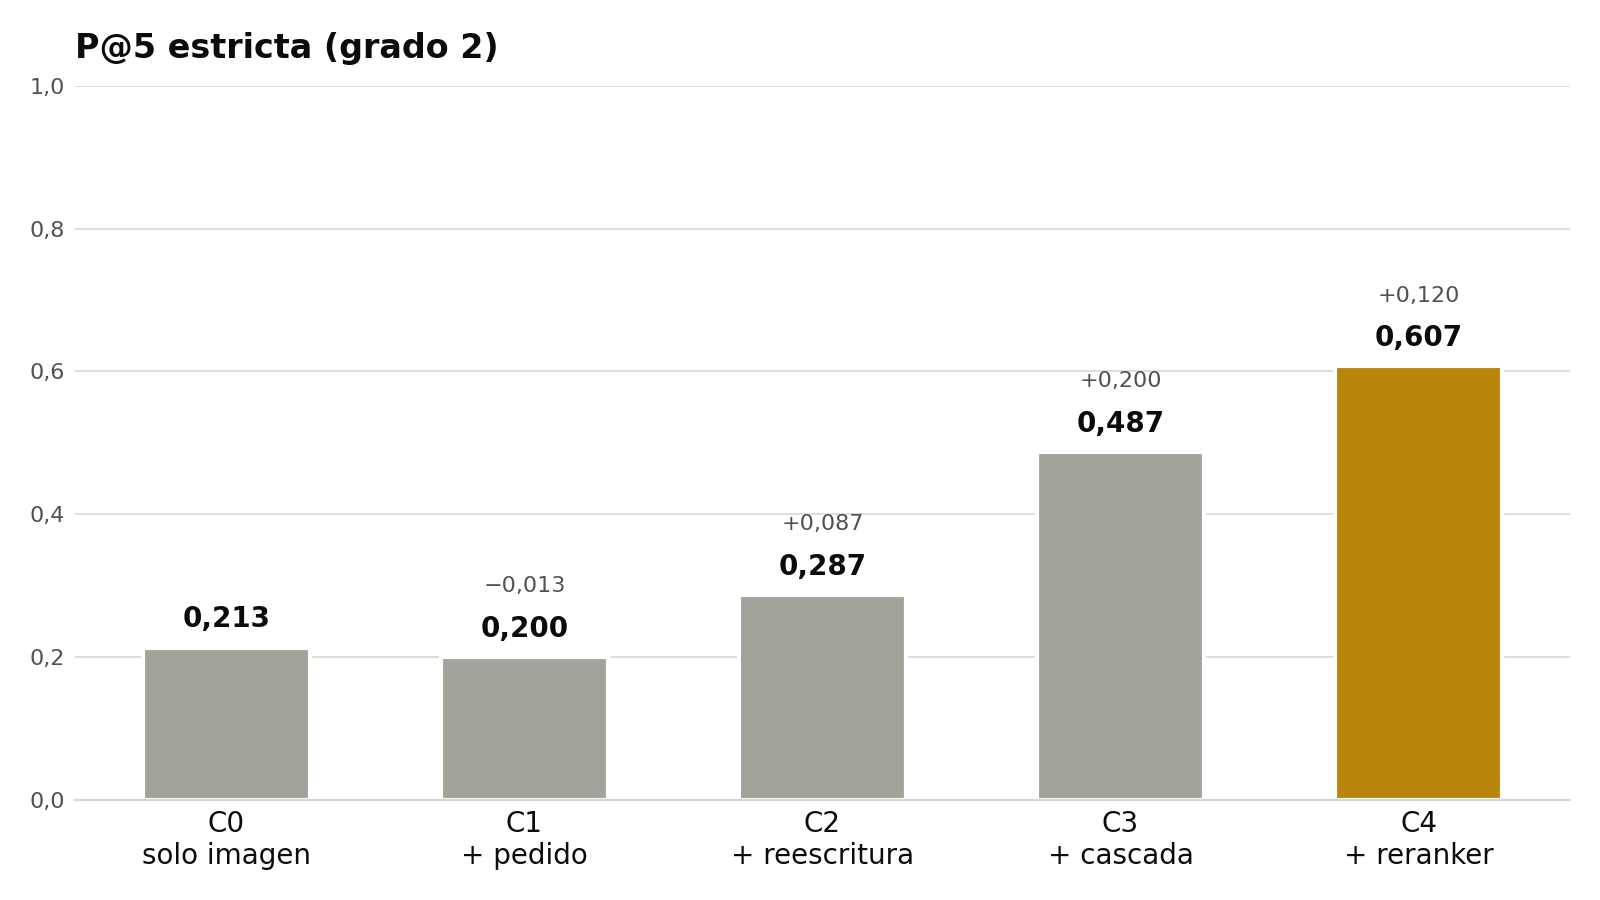 P@5 estricta (grado 2)
1,0
0,8
0,6
0,4
0,2
0,0
0,213
−0,013
0,200
+0,087
0,287
+0,200
0,487
+0,120
0,607
C0
solo imagen
C1
+ pedido
C2
+ reescritura
C3
+ cascada
C4
+ reranker